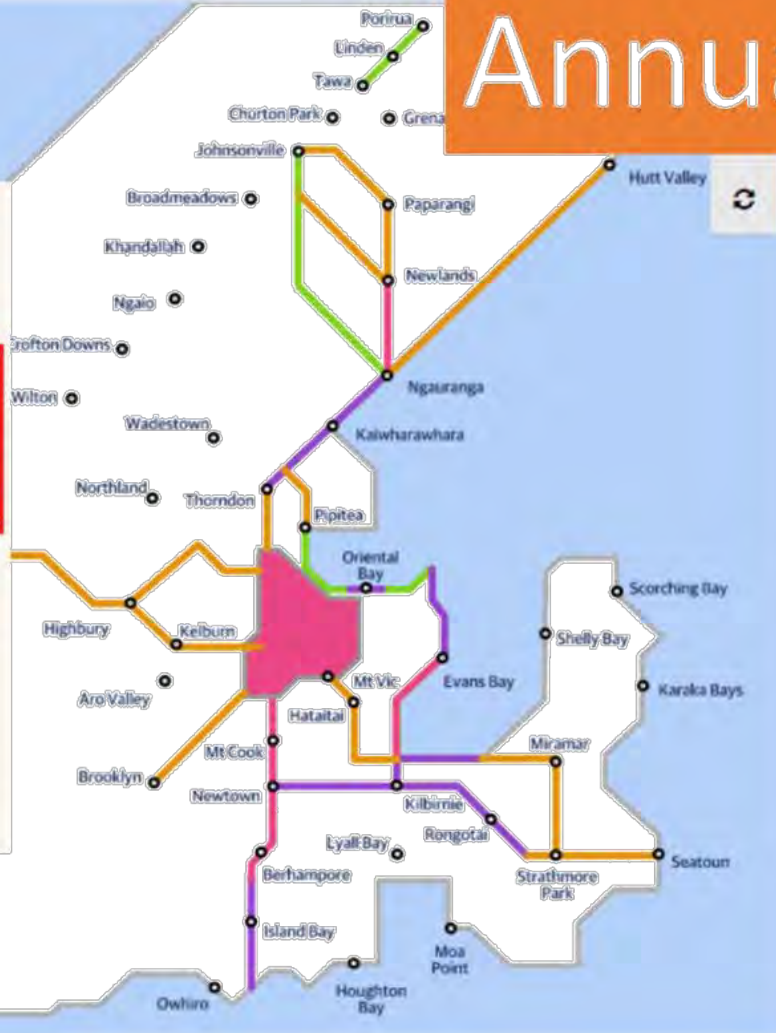 Porirua
Annua
Linden
Tawa
Churton Park
Grena
Johnsonville
Hutt Valley
Broadmeadows
Paparangi
Khandallah
Newlands
Ngaio
Crofton Downs
Ngauranga
Wilton
Wadestown
Kaiwharawhara
Northland
Thorndon
Pipitea
Oriental
Bay
Scorching Bay
Highbury
Kelburn
Shelly Bay
Aro Valley
Mt Vic
Evans Bay
Karaka Bays
Hataitai
Mt Cook
Miramar
Brooklyn
Newtown
Kilbirnie
Rongotai
Lyall Bay
Seatoun
Berhampore
Strathmore
Park
Island Bay
Moa
Point
Owhiro
Houghton
Bay